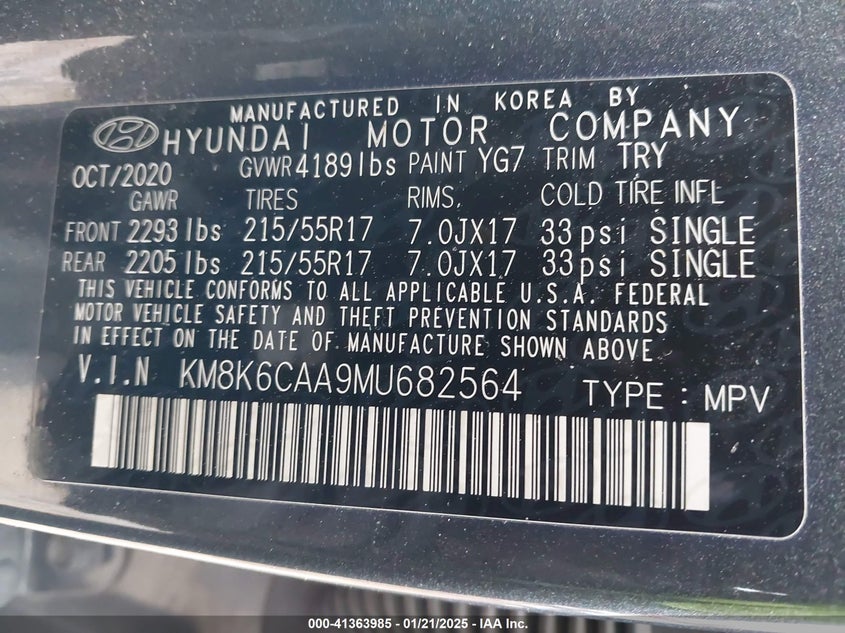 MANUFACTURED IN KOREA BY
HYUNDAI MOTOR COMPANY
OCT/2020 GVWR 4189 lbs PAINT YG7 TRIM TRY
GAWR TIRES RIMS, COLD TIRE INFL
FRONT 2293 lbs 215/55R17 7.0JX17 33 psi SINGLE
REAR 2205 lbs 215/55R17 7.0JX17 33 psi SINGLE
THIS VEHICLE CONFORMS TO ALL APPLICABLE U.S.A. FEDERAL
MOTOR VEHICLE SAFETY AND THEFT PREVENTION STANDARDS
IN EFFECT ON THE DATE OF MANUFACTURE SHOWN ABOVE
V.I.N KM8K6CAA9MU682564 TYPE : MPV
000-41363985 - 01/21/2025 - IAA Inc.